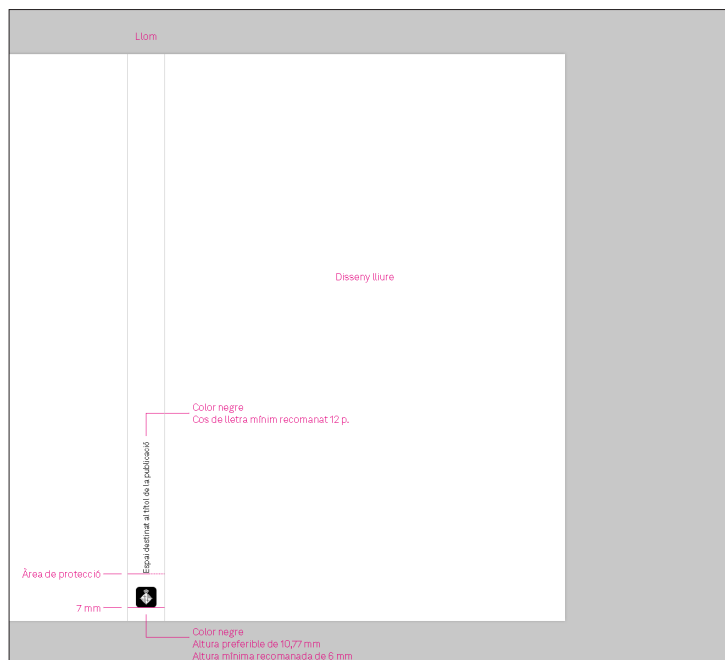 Llom
Disseny lliure
Color negre
Cos de lletra mínim recomanat 12 p.
Espai destinat al títol de la publicació
Àrea de protecció
7 mm
Color negre
Altura preferible de 10,77 mm
Altura mínima recomanada de 6 mm